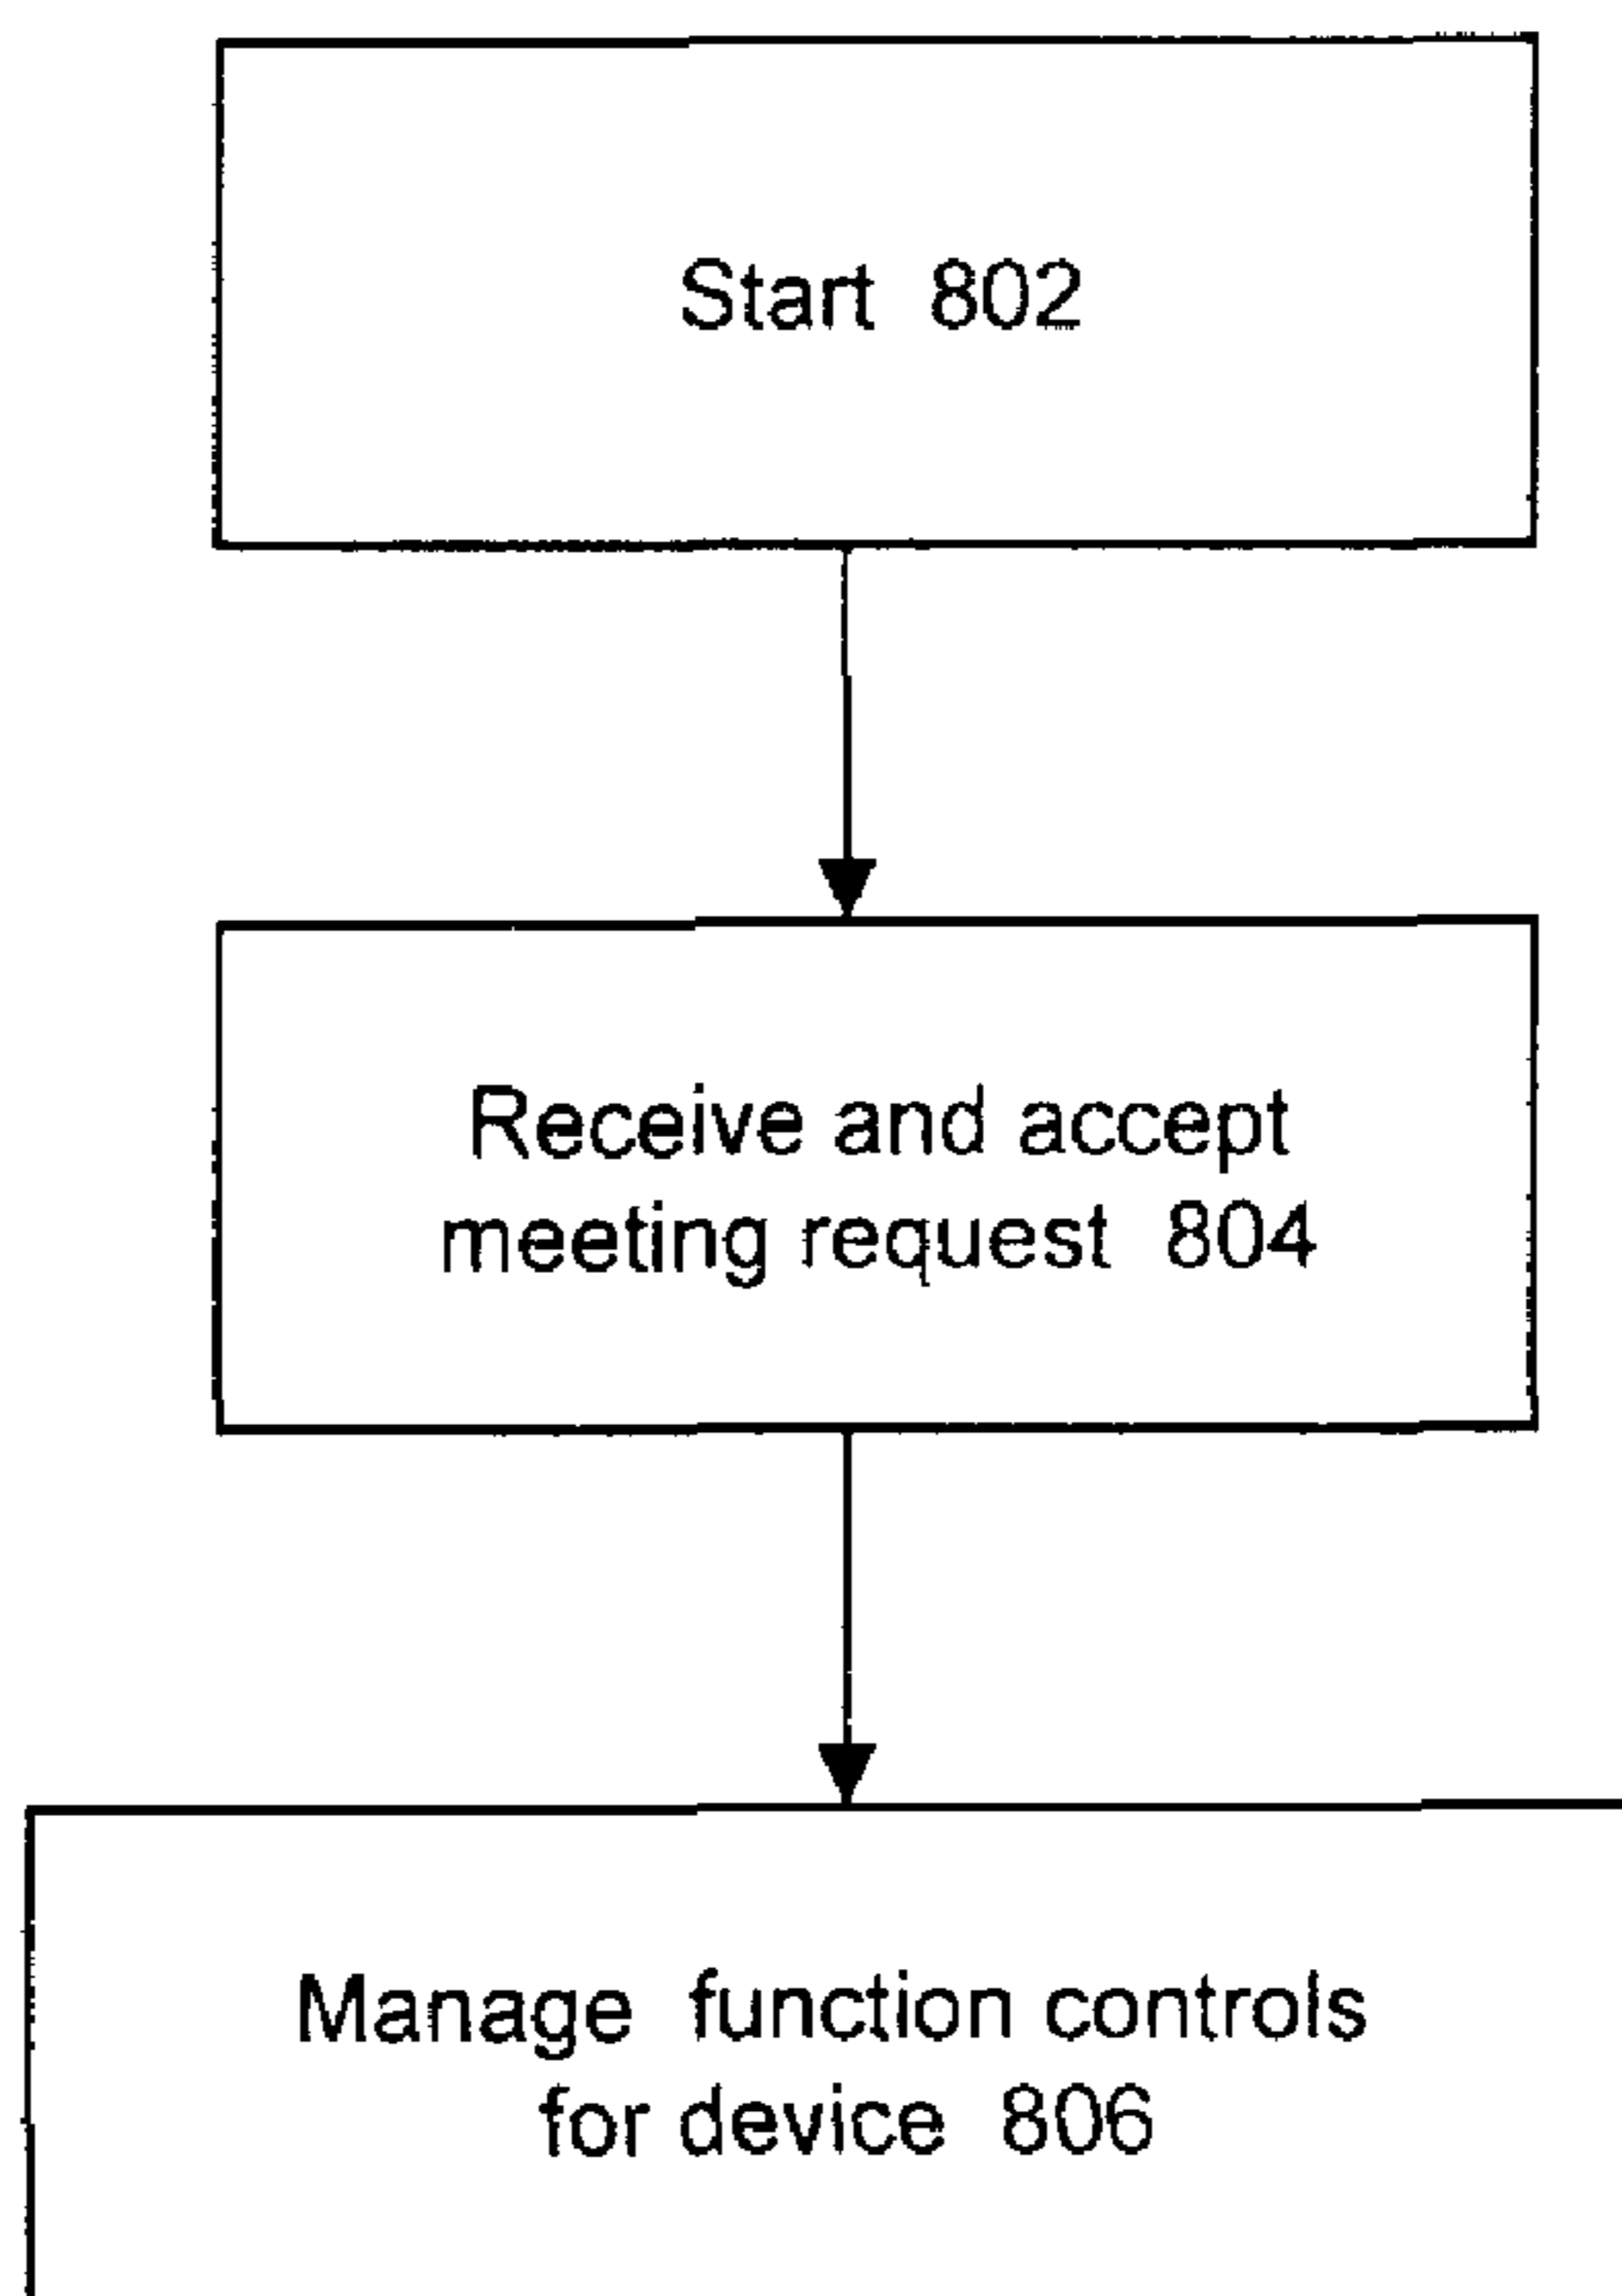 Start 802
Receive and accept
meeting request 804
Manage function controls
for device 806